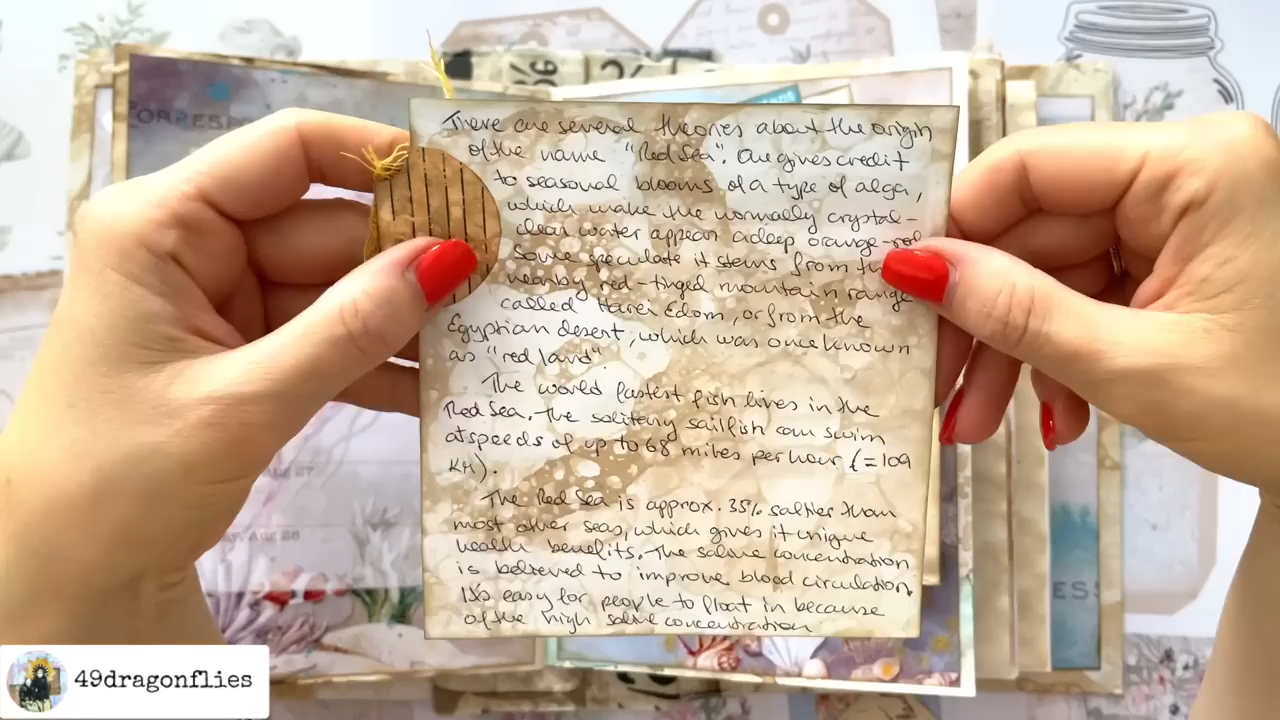 There are several theories about the origin
of the name "Red Sea". One gives credit
to seasonal blooms of a type of algai,
which make the normally crystal-
clear water appear a deep orange-red
Some speculate it stems from the
nearby red-tinged mountain range
called Harei Edom, or from the
Egyptian desert, which was once known
as "red land"
The world fastest fish lives in the
Red Sea. The solitery sailfish can swim
at speeds of up to 68 miles per hour (=109
KH).
The Red Sea is approx. 35% saltier than
most other seas, which gives it unique
health benefits. The saline concentration
is believed to improve blood circulation.
It's easy for people to float in because
of the high saline concentration
49dragonflies